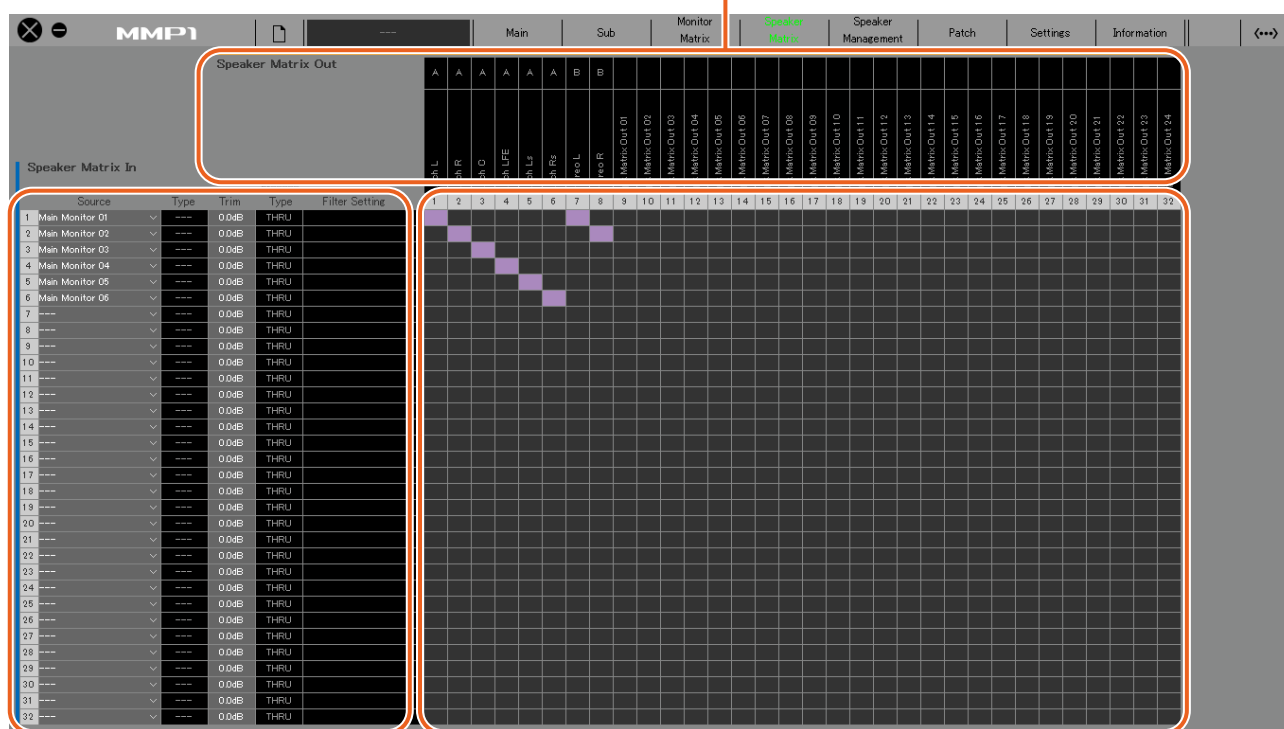 MMP1
---
Main
Sub
Monitor
Matrix
Speaker
Matrix
Speaker
Management
Patch
Settings
Information
Speaker Matrix Out
A A A A A A B B
ch L
ch R
ch C
ch LFE
ch Ls
ch Rs
reo L
reo R
Matrix Out 01
Matrix Out 02
Matrix Out 03
Matrix Out 04
Matrix Out 05
Matrix Out 06
Matrix Out 07
Matrix Out 08
Matrix Out 09
Matrix Out 10
Matrix Out 11
Matrix Out 12
Matrix Out 13
Matrix Out 14
Matrix Out 15
Matrix Out 16
Matrix Out 17
Matrix Out 18
Matrix Out 19
Matrix Out 20
Matrix Out 21
Matrix Out 22
Matrix Out 23
Matrix Out 24
Speaker Matrix In
Source Type Trim Type Filter Setting 1 2 3 4 5 6 7 8 9 10 11 12 13 14 15 16 17 18 19 20 21 22 23 24 25 26 27 28 29 30 31 32
1 Main Monitor 01 --- 0.0dB THRU
2 Main Monitor 02 --- 0.0dB THRU
3 Main Monitor 03 --- 0.0dB THRU
4 Main Monitor 04 --- 0.0dB THRU
5 Main Monitor 05 --- 0.0dB THRU
6 Main Monitor 06 --- 0.0dB THRU
7 --- --- 0.0dB THRU
8 --- --- 0.0dB THRU
9 --- --- 0.0dB THRU
10 --- --- 0.0dB THRU
11 --- --- 0.0dB THRU
12 --- --- 0.0dB THRU
13 --- --- 0.0dB THRU
14 --- --- 0.0dB THRU
15 --- --- 0.0dB THRU
16 --- --- 0.0dB THRU
17 --- --- 0.0dB THRU
18 --- --- 0.0dB THRU
19 --- --- 0.0dB THRU
20 --- --- 0.0dB THRU
21 --- --- 0.0dB THRU
22 --- --- 0.0dB THRU
23 --- --- 0.0dB THRU
24 --- --- 0.0dB THRU
25 --- --- 0.0dB THRU
26 --- --- 0.0dB THRU
27 --- --- 0.0dB THRU
28 --- --- 0.0dB THRU
29 --- --- 0.0dB THRU
30 --- --- 0.0dB THRU
31 --- --- 0.0dB THRU
32 --- --- 0.0dB THRU